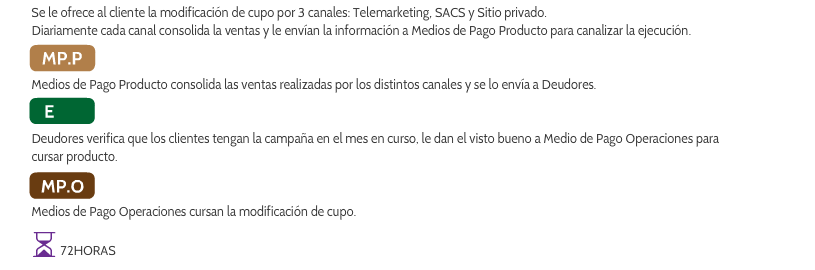 Se le ofrece al cliente la modificación de cupo por 3 canales: Telemarketing, SACS y Sitio privado.
Diariamente cada canal consolida la ventas y le envían la información a Medios de Pago Producto para canalizar la ejecución.
MP.P
Medios de Pago Producto consolida las ventas realizadas por los distintos canales y se lo envía a Deudores.
E
Deudores verifica que los clientes tengan la campaña en el mes en curso, le dan el visto bueno a Medio de Pago Operaciones para
cursar producto.
MP.O
Medios de Pago Operaciones cursan la modificación de cupo.
72HORAS